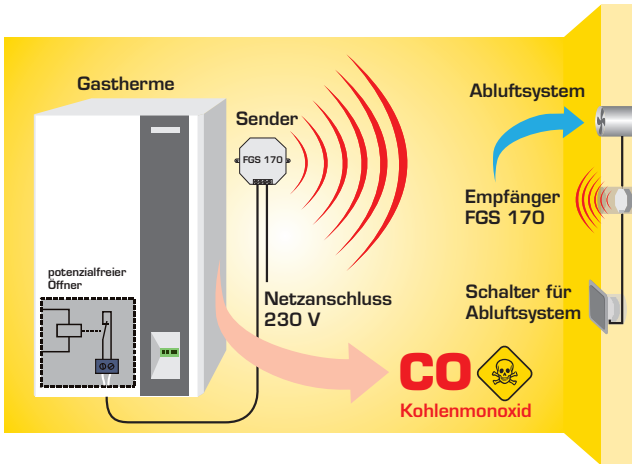 Gastherme
Sender
FGS 170
Abluftsystem
Empfänger
FGS 170
potenzialfreier
Öffner
Netzanschluss
230 V
Schalter für
Abluftsystem
CO
Kohlenmonoxid